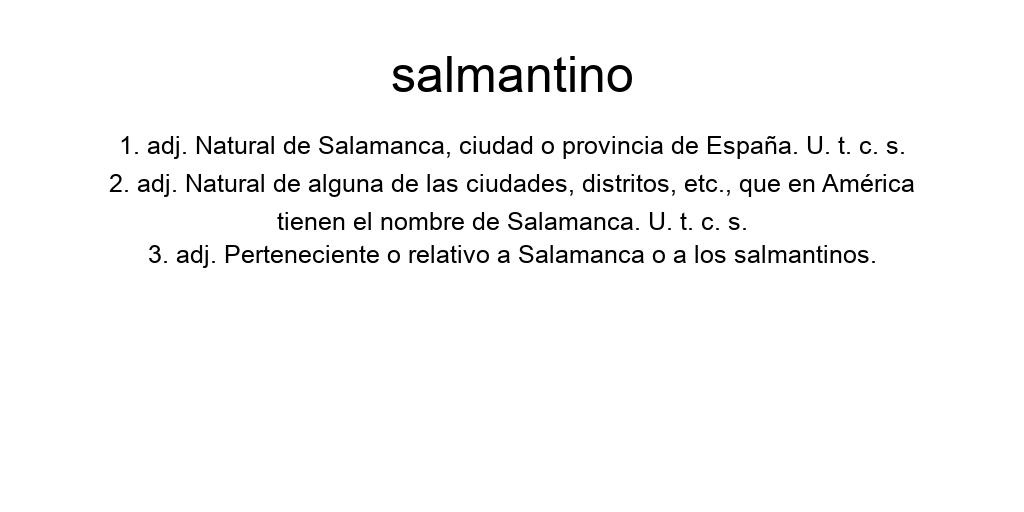 salmantino
1. adj. Natural de Salamanca, ciudad o provincia de España. U. t. c. s.
2. adj. Natural de alguna de las ciudades, distritos, etc., que en América
tienen el nombre de Salamanca. U. t. c. s.
3. adj. Perteneciente o relativo a Salamanca o a los salmantinos.